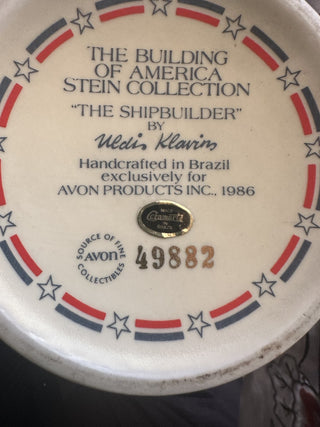 THE BUILDING
OF AMERICA
STEIN COLLECTION
"THE SHIPBUILDER"
BY
Uldis Klavins
Handcrafted in Brazil
exclusively for
AVON PRODUCTS INC., 1986
Ceramarte
SOURCE OF FINE
AVON
COLLECTIBLES
49882